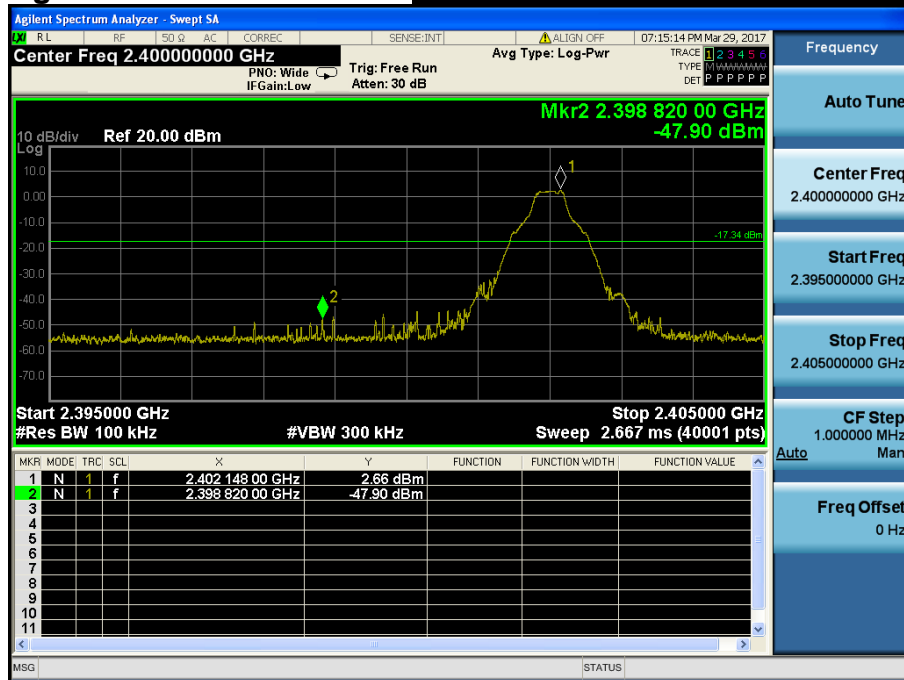 Agilent Spectrum Analyzer - Swept SA
LXI RL RF 50 Ω AC CORREC SENSE:INT ALIGN OFF 07:15:14 PM Mar 29, 2017
Center Freq 2.400000000 GHz
PNO: Wide
IFGain:Low
Trig: Free Run
Atten: 30 dB
Avg Type: Log-Pwr
TRACE 1 2 3 4 5 6
TYPE M W W W W W
DET P P P P P P
Mkr2 2.398 820 00 GHz
-47.90 dBm
10 dB/div Ref 20.00 dBm
Log
10.0
0.00
-10.0
-20.0
-30.0
-40.0
-50.0
-60.0
-70.0
1
2
-17.34 dBm
Start 2.395000 GHz Stop 2.405000 GHz
#Res BW 100 kHz #VBW 300 kHz Sweep 2.667 ms (40001 pts)
MKR MODE TRC SCL X Y FUNCTION FUNCTION WIDTH FUNCTION VALUE
1 N 1 f 2.402 148 00 GHz 2.66 dBm
2 N 1 f 2.398 820 00 GHz -47.90 dBm
3
4
5
6
7
8
9
10
11
MSG STATUS
Frequency
Auto Tune
Center Freq
2.400000000 GHz
Start Freq
2.395000000 GHz
Stop Freq
2.405000000 GHz
CF Step
1.000000 MHz
Auto Man
Freq Offset
0 Hz